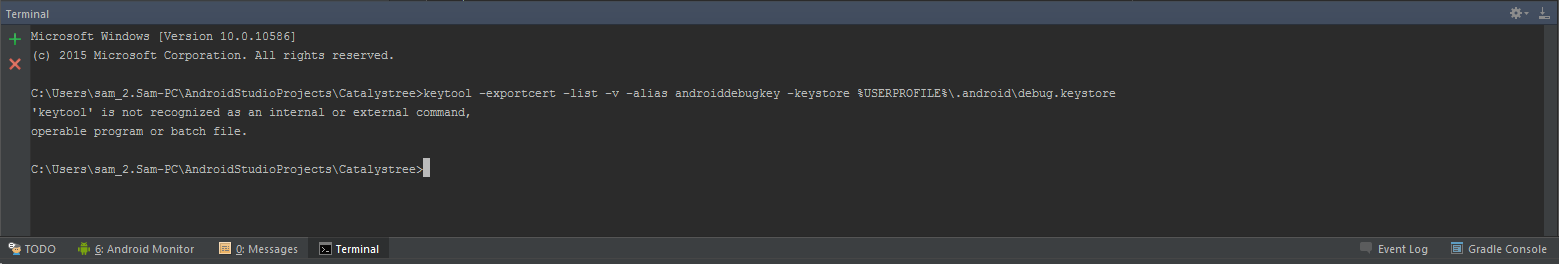 Terminal
Microsoft Windows [Version 10.0.10586]
(c) 2015 Microsoft Corporation. All rights reserved.
C:\Users\sam_2.Sam-PC\AndroidStudioProjects\Catalystree>keytool -exportcert -list -v -alias androiddebugkey -keystore %USERPROFILE%\.android\debug.keystore
'keytool' is not recognized as an internal or external command,
operable program or batch file.
C:\Users\sam_2.Sam-PC\AndroidStudioProjects\Catalystree>
TODO 6: Android Monitor 0: Messages Terminal Event Log Gradle Console